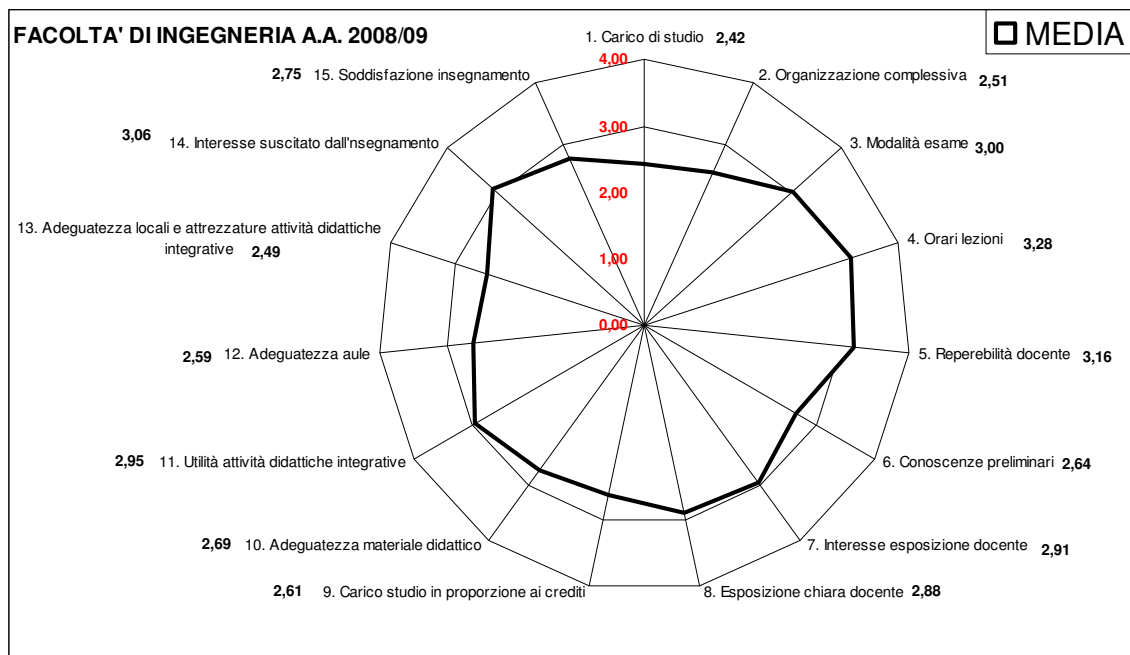 FACOLTA' DI INGEGNERIA A.A. 2008/09
MEDIA
1. Carico di studio 2,42
2. Organizzazione complessiva 2,51
3. Modalità esame 3,00
4. Orari lezioni 3,28
5. Reperebilità docente 3,16
6. Conoscenze preliminari 2,64
7. Interesse esposizione docente 2,91
8. Esposizione chiara docente 2,88
2,61 9. Carico studio in proporzione ai crediti
2,69 10. Adeguatezza materiale didattico
2,95 11. Utilità attività didattiche integrative
2,59 12. Adeguatezza aule
13. Adeguatezza locali e attrezzature attività didattiche
integrative 2,49
3,06 14. Interesse suscitato dall'nsegnamento
2,75 15. Soddisfazione insegnamento
4,00
3,00
2,00
1,00
0,00